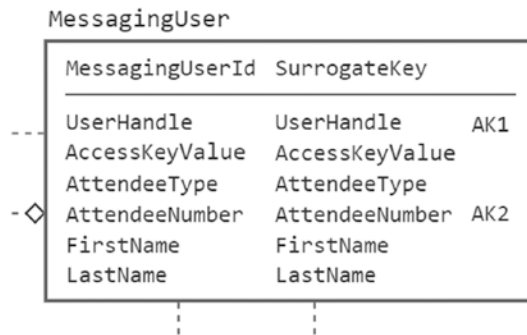 MessagingUser
MessagingUserId SurrogateKey
UserHandle UserHandle AK1
AccessKeyValue AccessKeyValue
AttendeeType AttendeeType
AttendeeNumber AttendeeNumber AK2
FirstName FirstName
LastName LastName